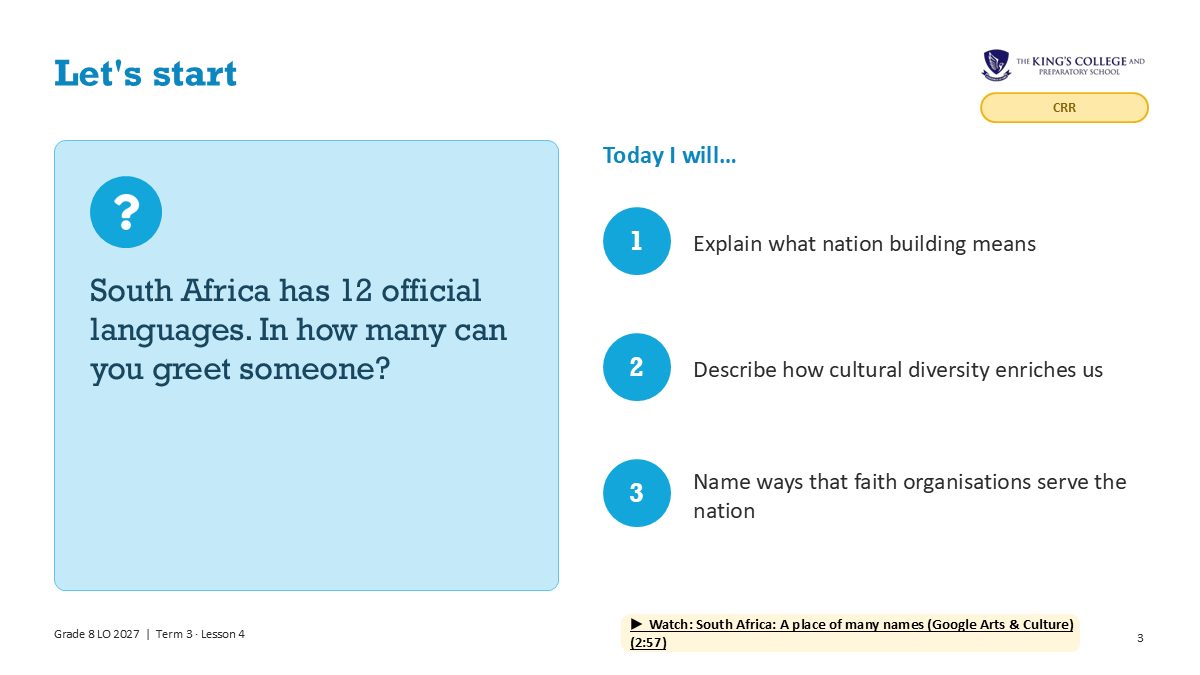 Let's start
THE KING'S COLLEGE AND
PREPARATORY SCHOOL
CRR
?
South Africa has 12 official
languages. In how many can
you greet someone?
Today I will...
1
Explain what nation building means
2
Describe how cultural diversity enriches us
3
Name ways that faith organisations serve the
nation
Grade 8 LO 2027 | Term 3 · Lesson 4
▶ Watch: South Africa: A place of many names (Google Arts & Culture)
(2:57)
3